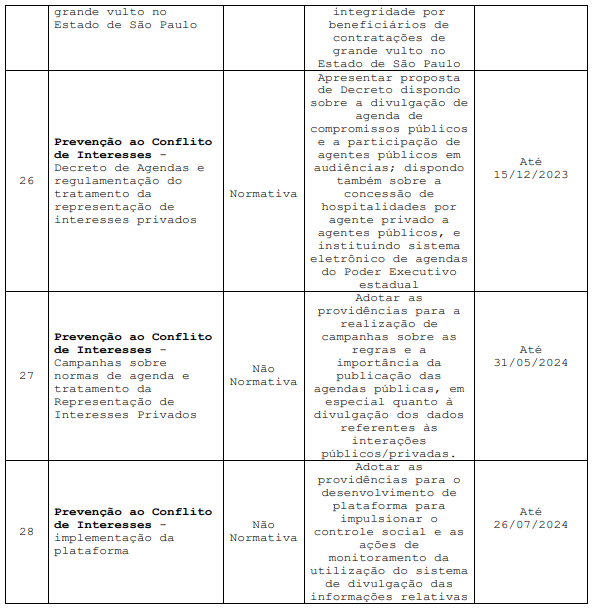 grande vulto no
Estado de São Paulo
integridade por
beneficiários de
contratações de
grande vulto no
Estado de São Paulo
26
Prevenção ao Conflito
de Interesses –
Decreto de Agendas e
regulamentação do
tratamento da
representação de
interesses privados
Normativa
Apresentar proposta
de Decreto dispondo
sobre a divulgação de
agenda de
compromissos públicos
e a participação de
agentes públicos em
audiências; dispondo
também sobre a
concessão de
hospitalidades por
agente privado a
agentes públicos, e
instituindo sistema
eletrônico de agendas
do Poder Executivo
estadual
Até
15/12/2023
27
Prevenção ao Conflito
de Interesses –
Campanhas sobre
normas de agenda e
tratamento da
Representação de
Interesses Privados
Não
Normativa
Adotar as
providências para a
realização de
campanhas sobre as
regras e a
importância da
publicação das
agendas públicas, em
especial quanto à
divulgação dos dados
referentes às
interações
públicos/privadas.
Até
31/05/2024
28
Prevenção ao Conflito
de Interesses –
implementação da
plataforma
Não
Normativa
Adotar as
providências para o
desenvolvimento de
plataforma para
impulsionar o
controle social e as
ações de
monitoramento da
utilização do sistema
de divulgação das
informações relativas
Até
26/07/2024